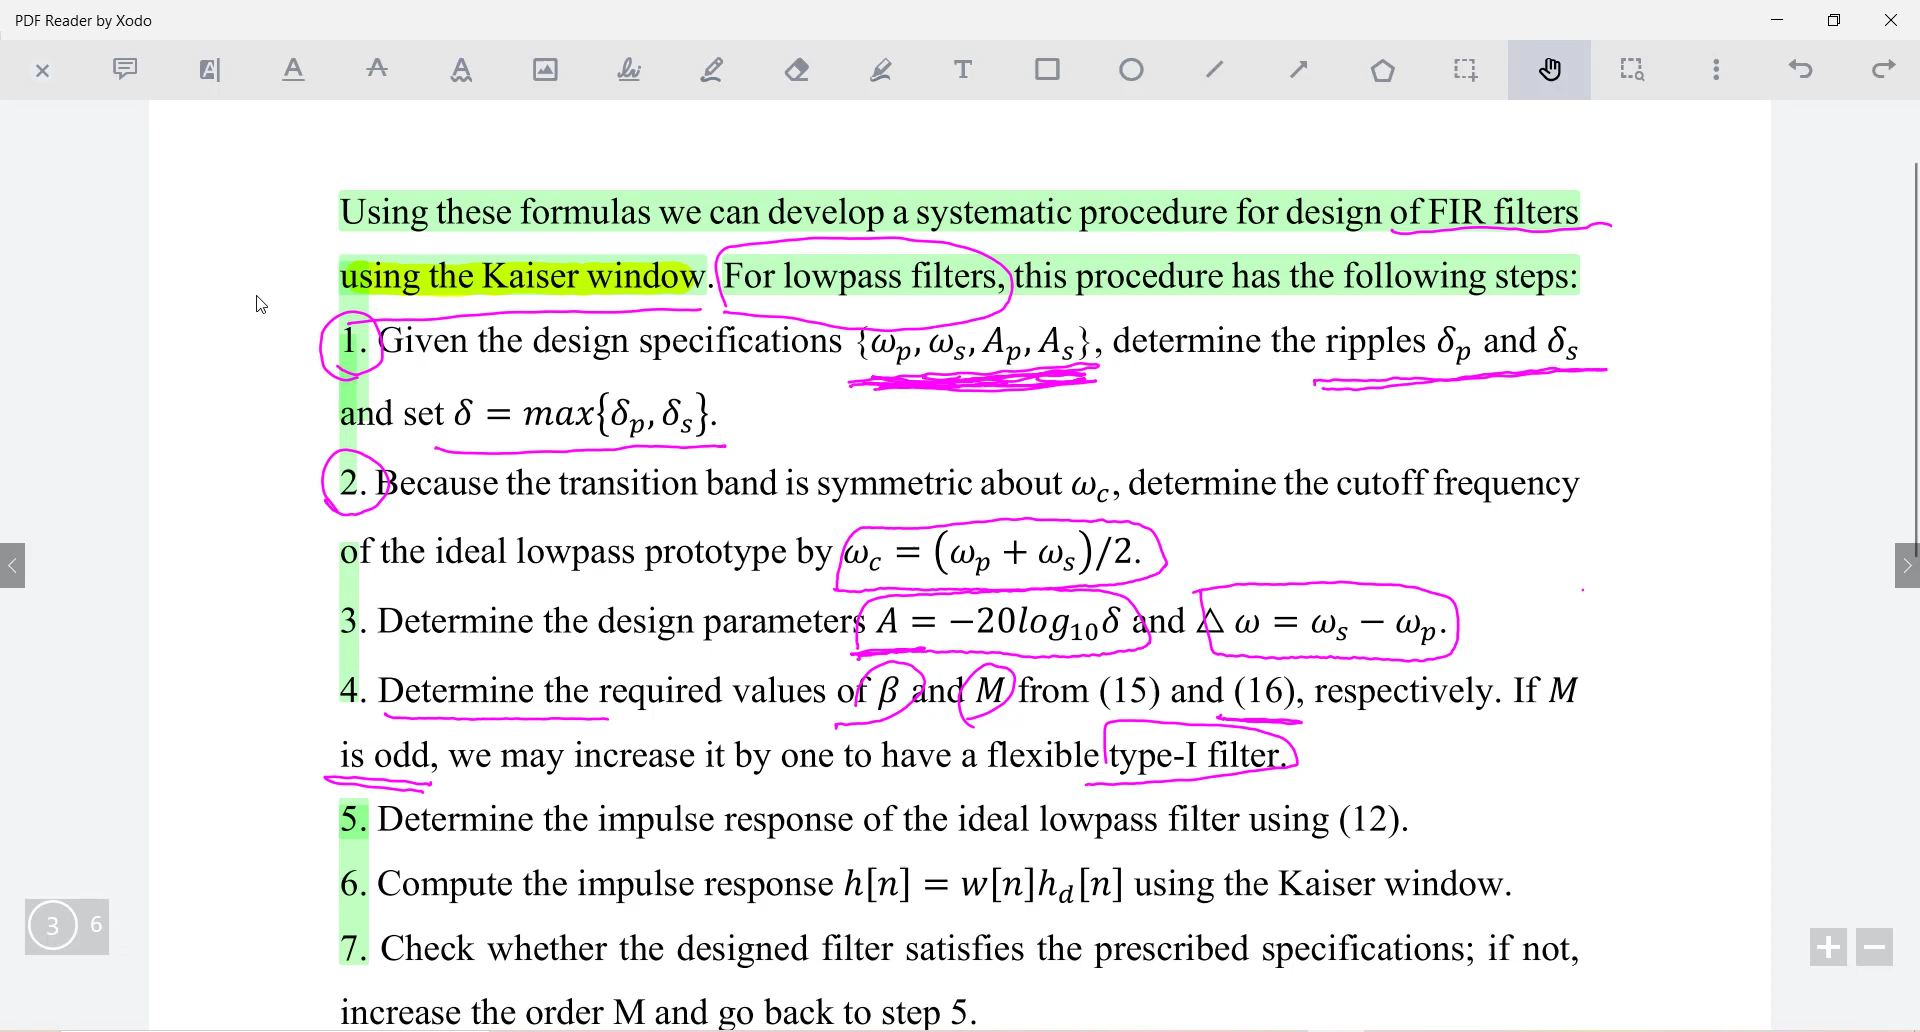 PDF Reader by Xodo
Using these formulas we can develop a systematic procedure for design of FIR filters
using the Kaiser window. For lowpass filters, this procedure has the following steps:
1. Given the design specifications {ωₚ, ωₛ, Aₚ, Aₛ}, determine the ripples δₚ and δₛ
and set δ = max{δₚ, δₛ}.
2. Because the transition band is symmetric about ω_c, determine the cutoff frequency
of the ideal lowpass prototype by ω_c = (ωₚ + ωₛ)/2.
3. Determine the design parameters A = −20log₁₀δ and △ ω = ωₛ − ωₚ.
4. Determine the required values of β and M from (15) and (16), respectively. If M
is odd, we may increase it by one to have a flexible type-I filter.
5. Determine the impulse response of the ideal lowpass filter using (12).
6. Compute the impulse response h[n] = w[n]h_d[n] using the Kaiser window.
7. Check whether the designed filter satisfies the prescribed specifications; if not,
increase the order M and go back to step 5.
3 6